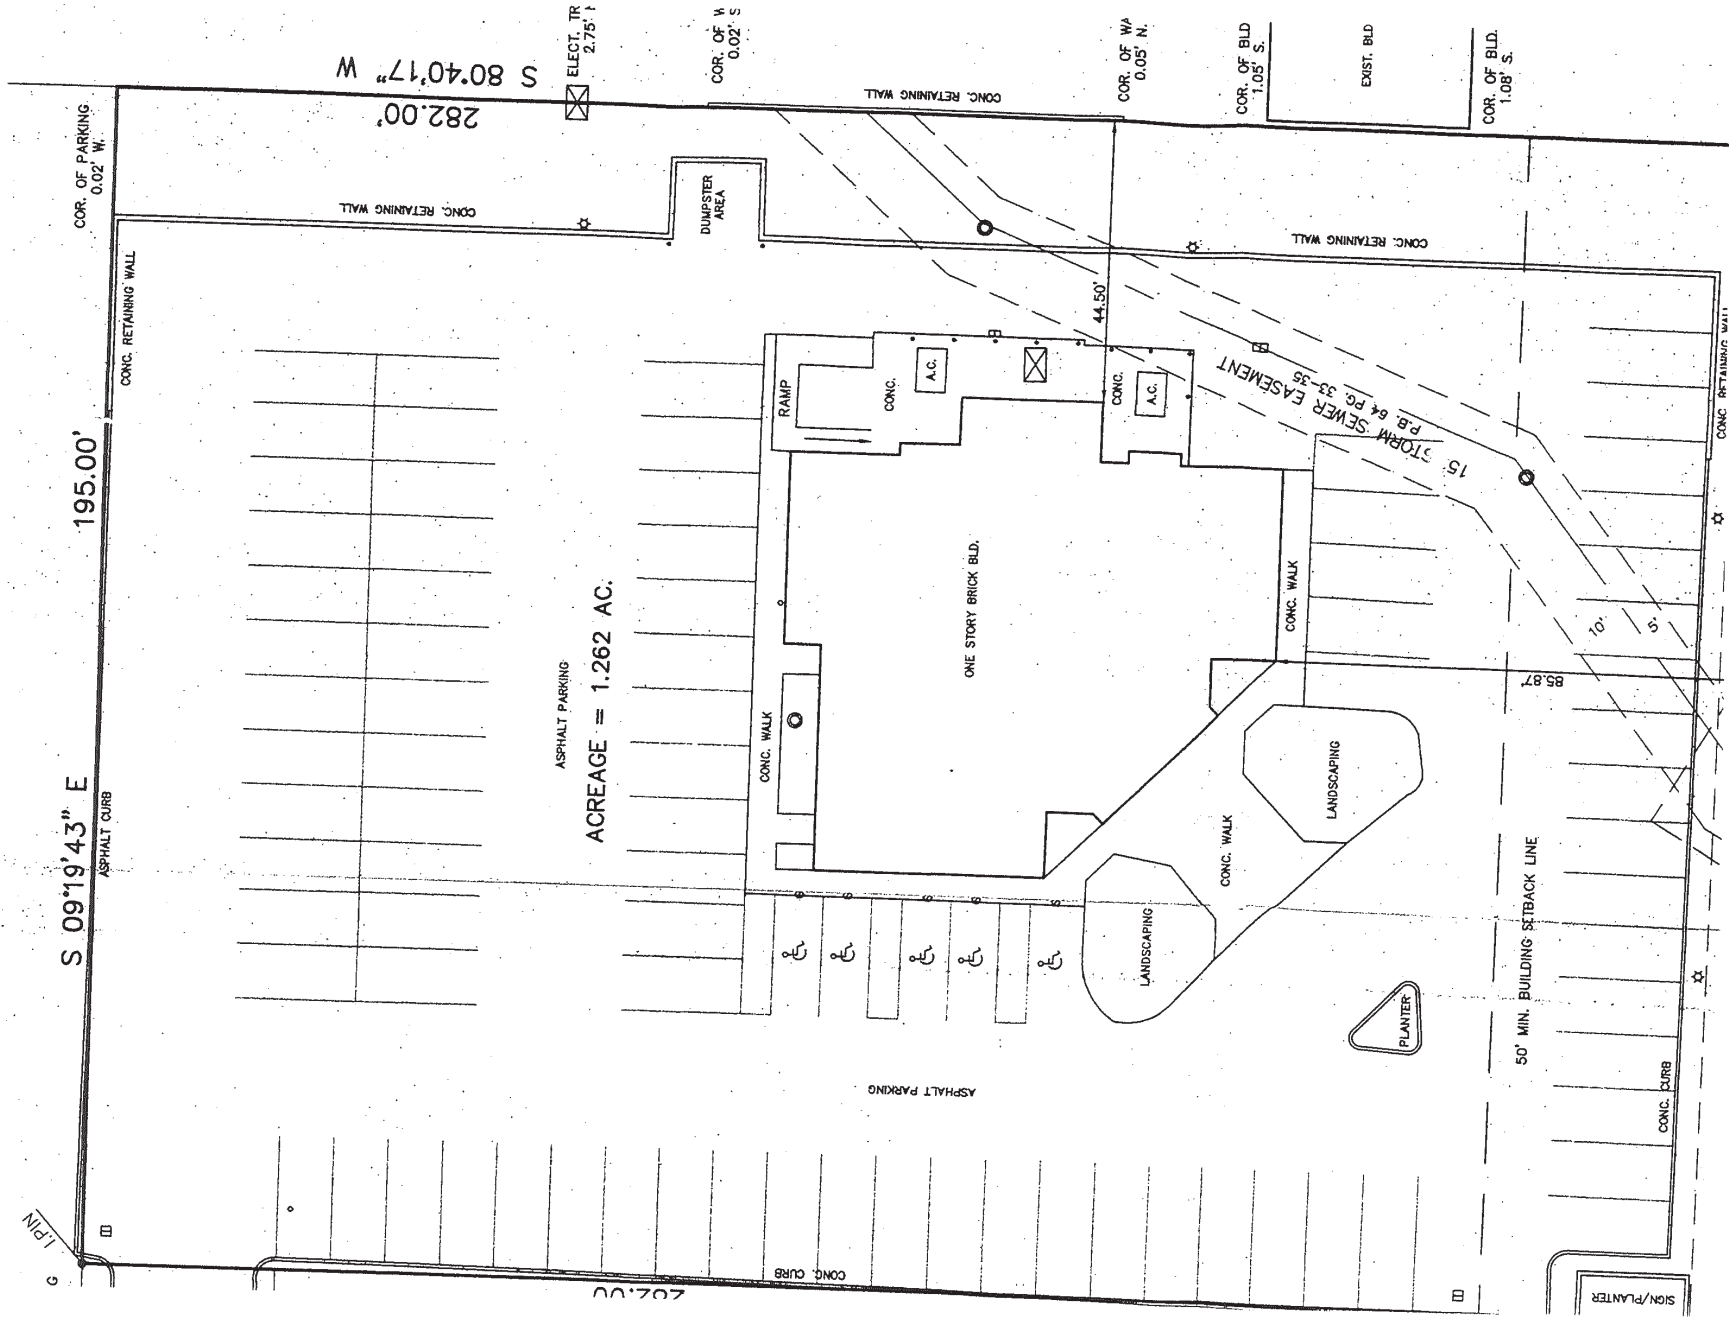 S 80°40'17" W
282.00'
ELECT. TR
2.75'
COR. OF
0.02' S
COR. OF WA
0.05' N.
COR. OF BLD
1.05' S.
EXIST. BLD
COR. OF BLD.
1.08' S.
COR. OF PARKING
0.02' W.
CONC. RETAINING WALL
CONC. RETAINING WALL
CONC. RETAINING WALL
CONC. RETAINING WALL
DUMPSTER
AREA
195.00'
S 09°19'43" E
ASPHALT CURB
44.50'
RAMP
CONC.
A.C.
CONC.
A.C.
15' STORM SEWER EASEMENT
P.B. 64 PG. 33-35
CONC RETAINING WALL
ASPHALT PARKING
ACREAGE = 1.262 AC.
ONE STORY BRICK BLD.
CONC. WALK
CONC. WALK
10'
5'
85.87'
LANDSCAPING
CONC. WALK
LANDSCAPING
PLANTER
50' MIN. BUILDING SETBACK LINE
ASPHALT PARKING
CONC. CURB
I.PIN
G
CONC. CURB
282.00
SIGN/PLANTER